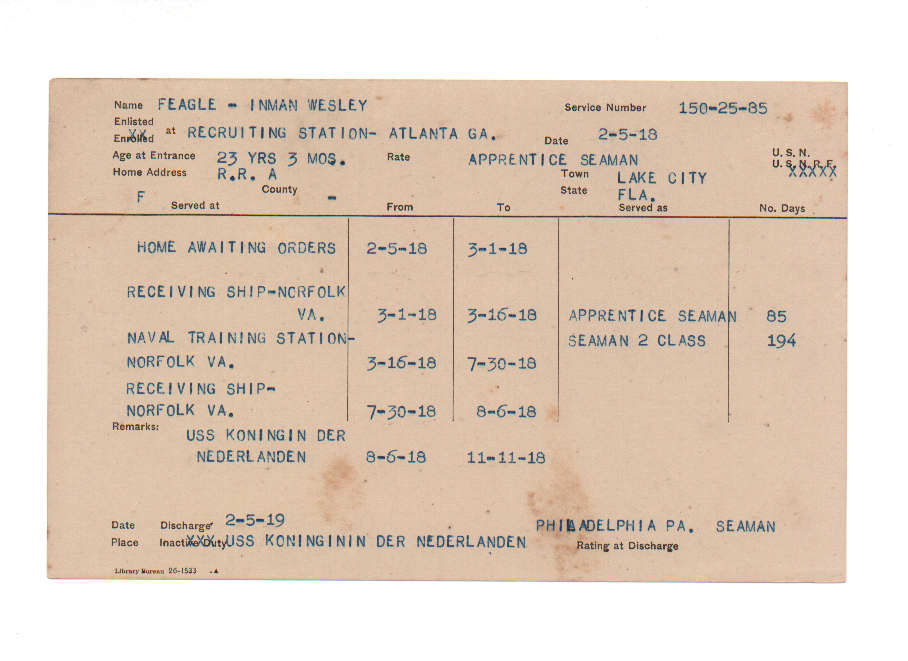 Name FEAGLE - INMAN WESLEY Service Number 150-25-85
Enlisted
Enrolled at RECRUITING STATION- ATLANTA GA. Date 2-5-18
Age at Entrance 23 YRS 3 MOS. Rate APPRENTICE SEAMAN U.S.N.
U.S.N.R.F. XXXXX
Home Address R.R. A Town LAKE CITY
F County - State FLA.
Served at From To Served as No. Days
HOME AWAITING ORDERS 2-5-18 3-1-18
RECEIVING SHIP-NORFOLK
VA. 3-1-18 3-16-18 APPRENTICE SEAMAN 85
NAVAL TRAINING STATION- SEAMAN 2 CLASS 194
NORFOLK VA. 3-16-18 7-30-18
RECEIVING SHIP-
NORFOLK VA. 7-30-18 8-6-18
Remarks: USS KONINGIN DER
NEDERLANDEN 8-6-18 11-11-18
Date Discharge 2-5-19 PHILADELPHIA PA. SEAMAN
Place Inactive Duty XXX USS KONINGININ DER NEDERLANDEN Rating at Discharge
Library Bureau 26-1533 .A